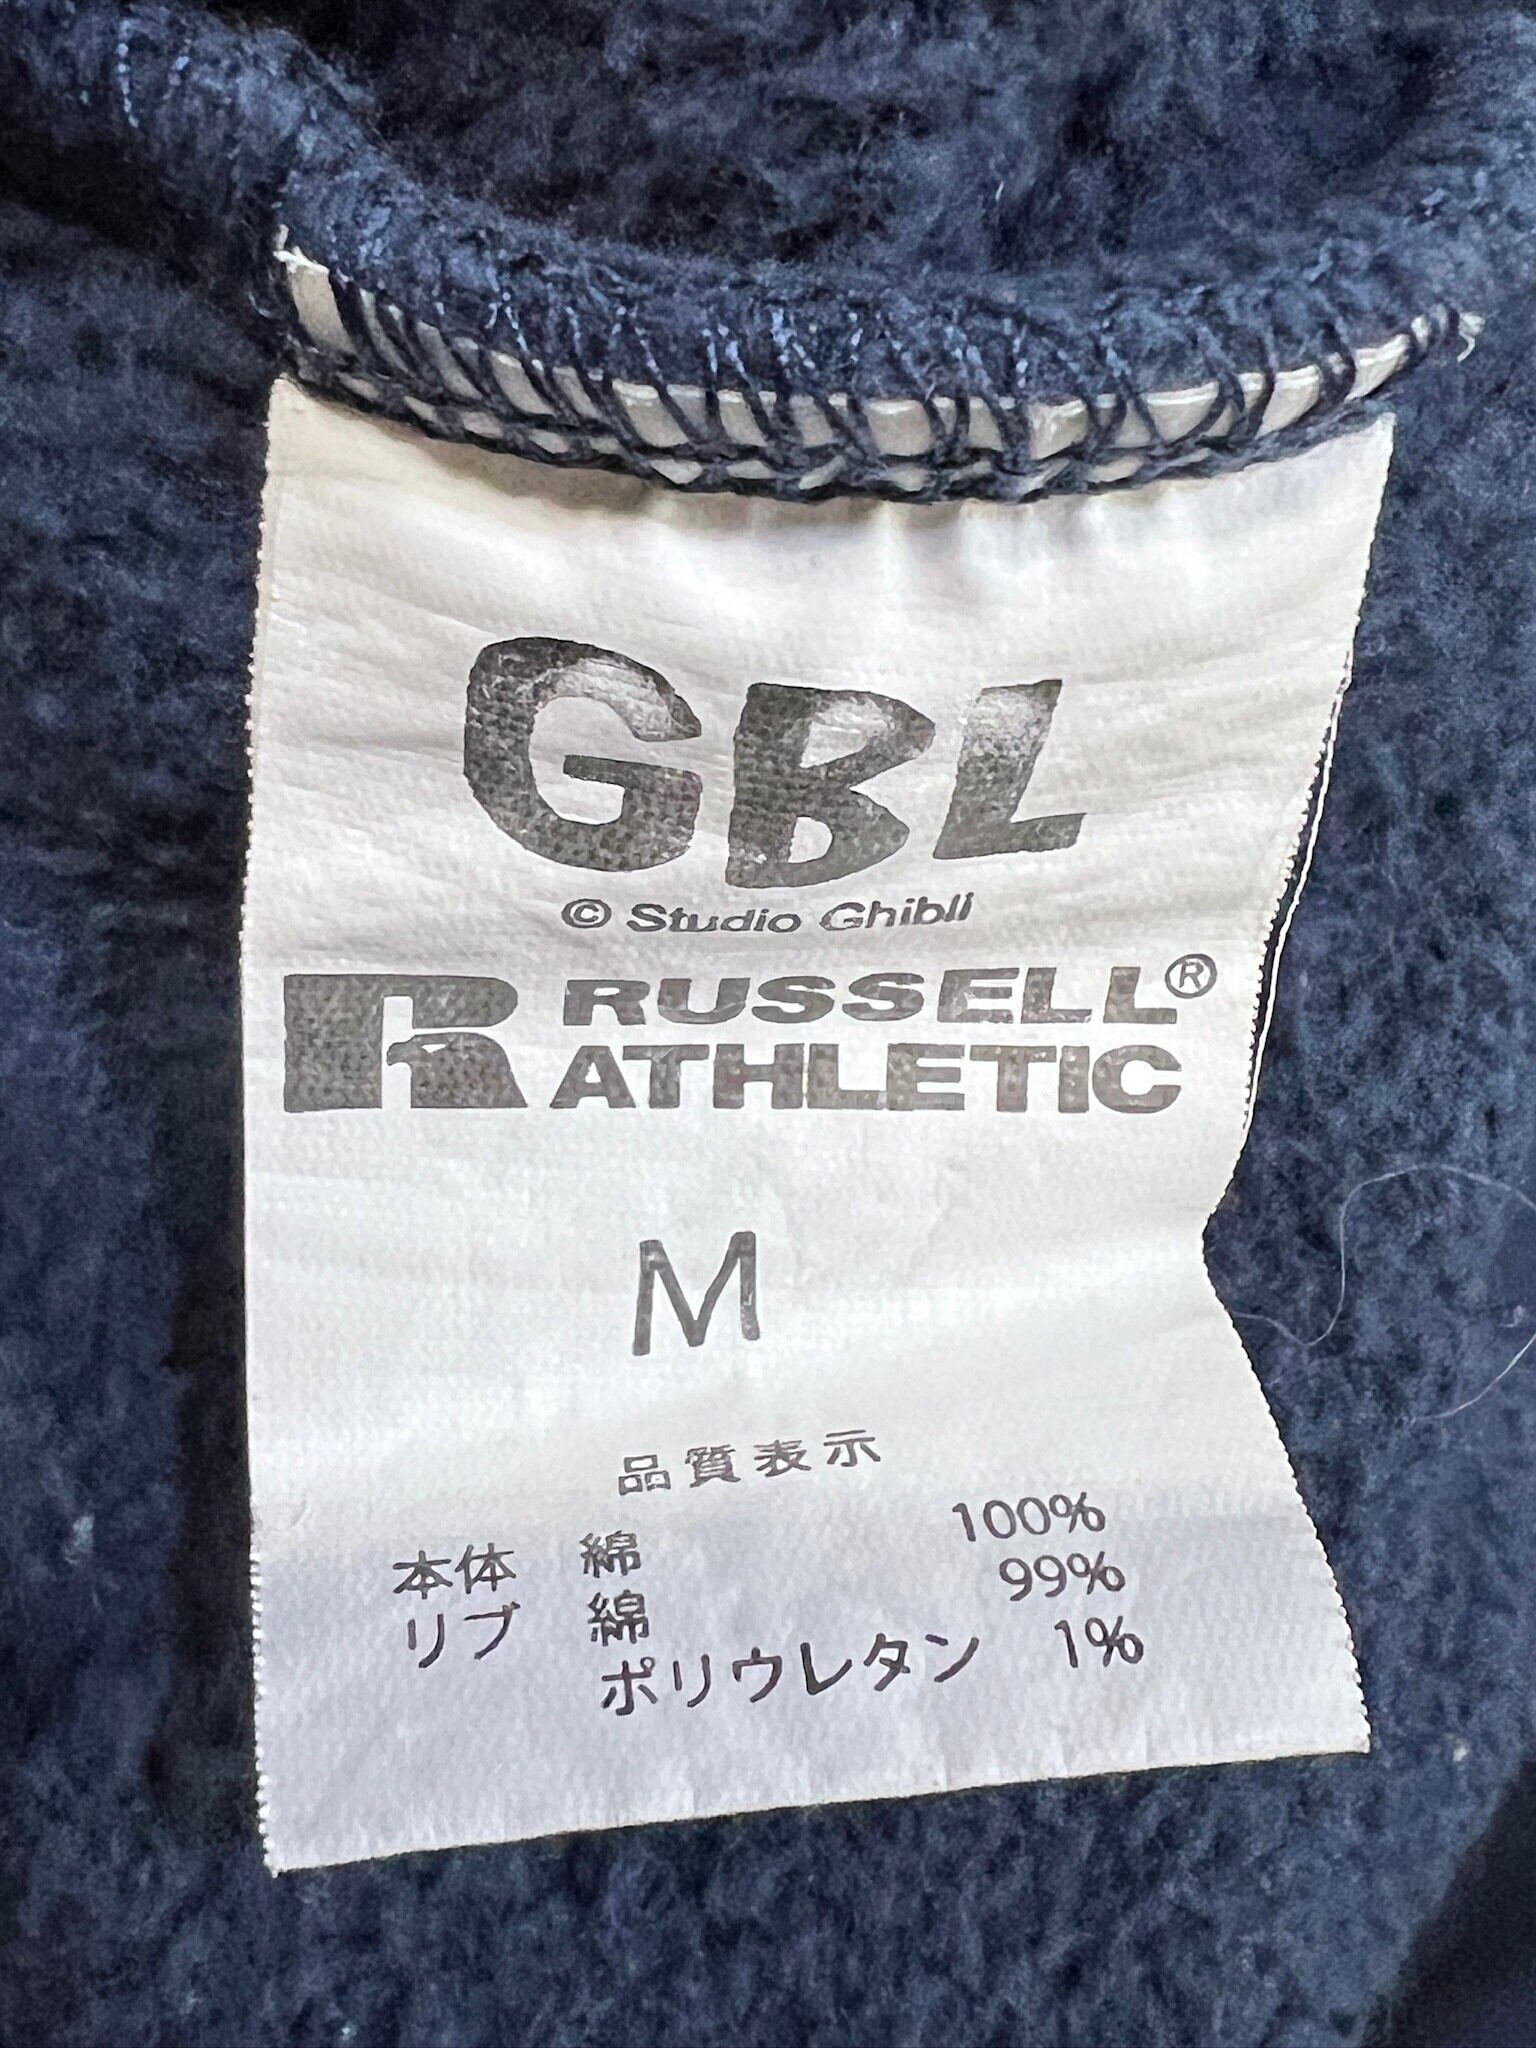 GBL
© Studio Ghibli
RUSSELL®
ATHLETIC
M
品質表示
本体 綿 100%
リブ 綿 99%
ポリウレタン 1%